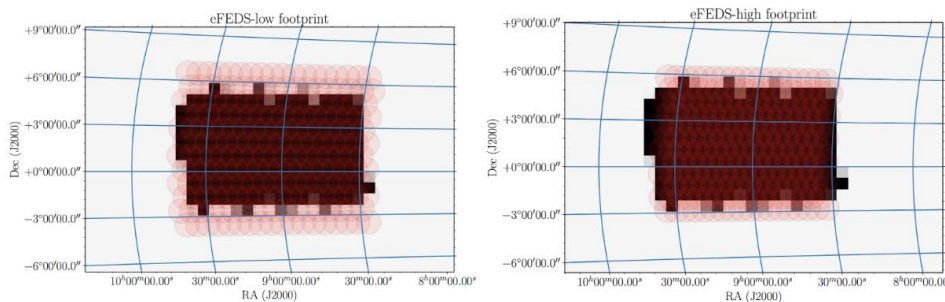 eFEDS-low footprint
+9°00′00.0″
+6°00′00.0″
+3°00′00.0″
+0°00′00.0″
−3°00′00.0″
−6°00′00.0″
Dec (J2000)
10ʰ00ᵐ00.00ˢ 30ᵐ00.00ˢ 9ʰ00ᵐ00.00ˢ 30ᵐ00.00ˢ 8ʰ00ᵐ00.00ˢ
RA (J2000)
eFEDS-high footprint
+9°00′00.0″
+6°00′00.0″
+3°00′00.0″
+0°00′00.0″
−3°00′00.0″
−6°00′00.0″
Dec (J2000)
10ʰ00ᵐ00.00ˢ 30ᵐ00.00ˢ 9ʰ00ᵐ00.00ˢ 30ᵐ00.00ˢ 8ʰ00ᵐ00.00ˢ
RA (J2000)